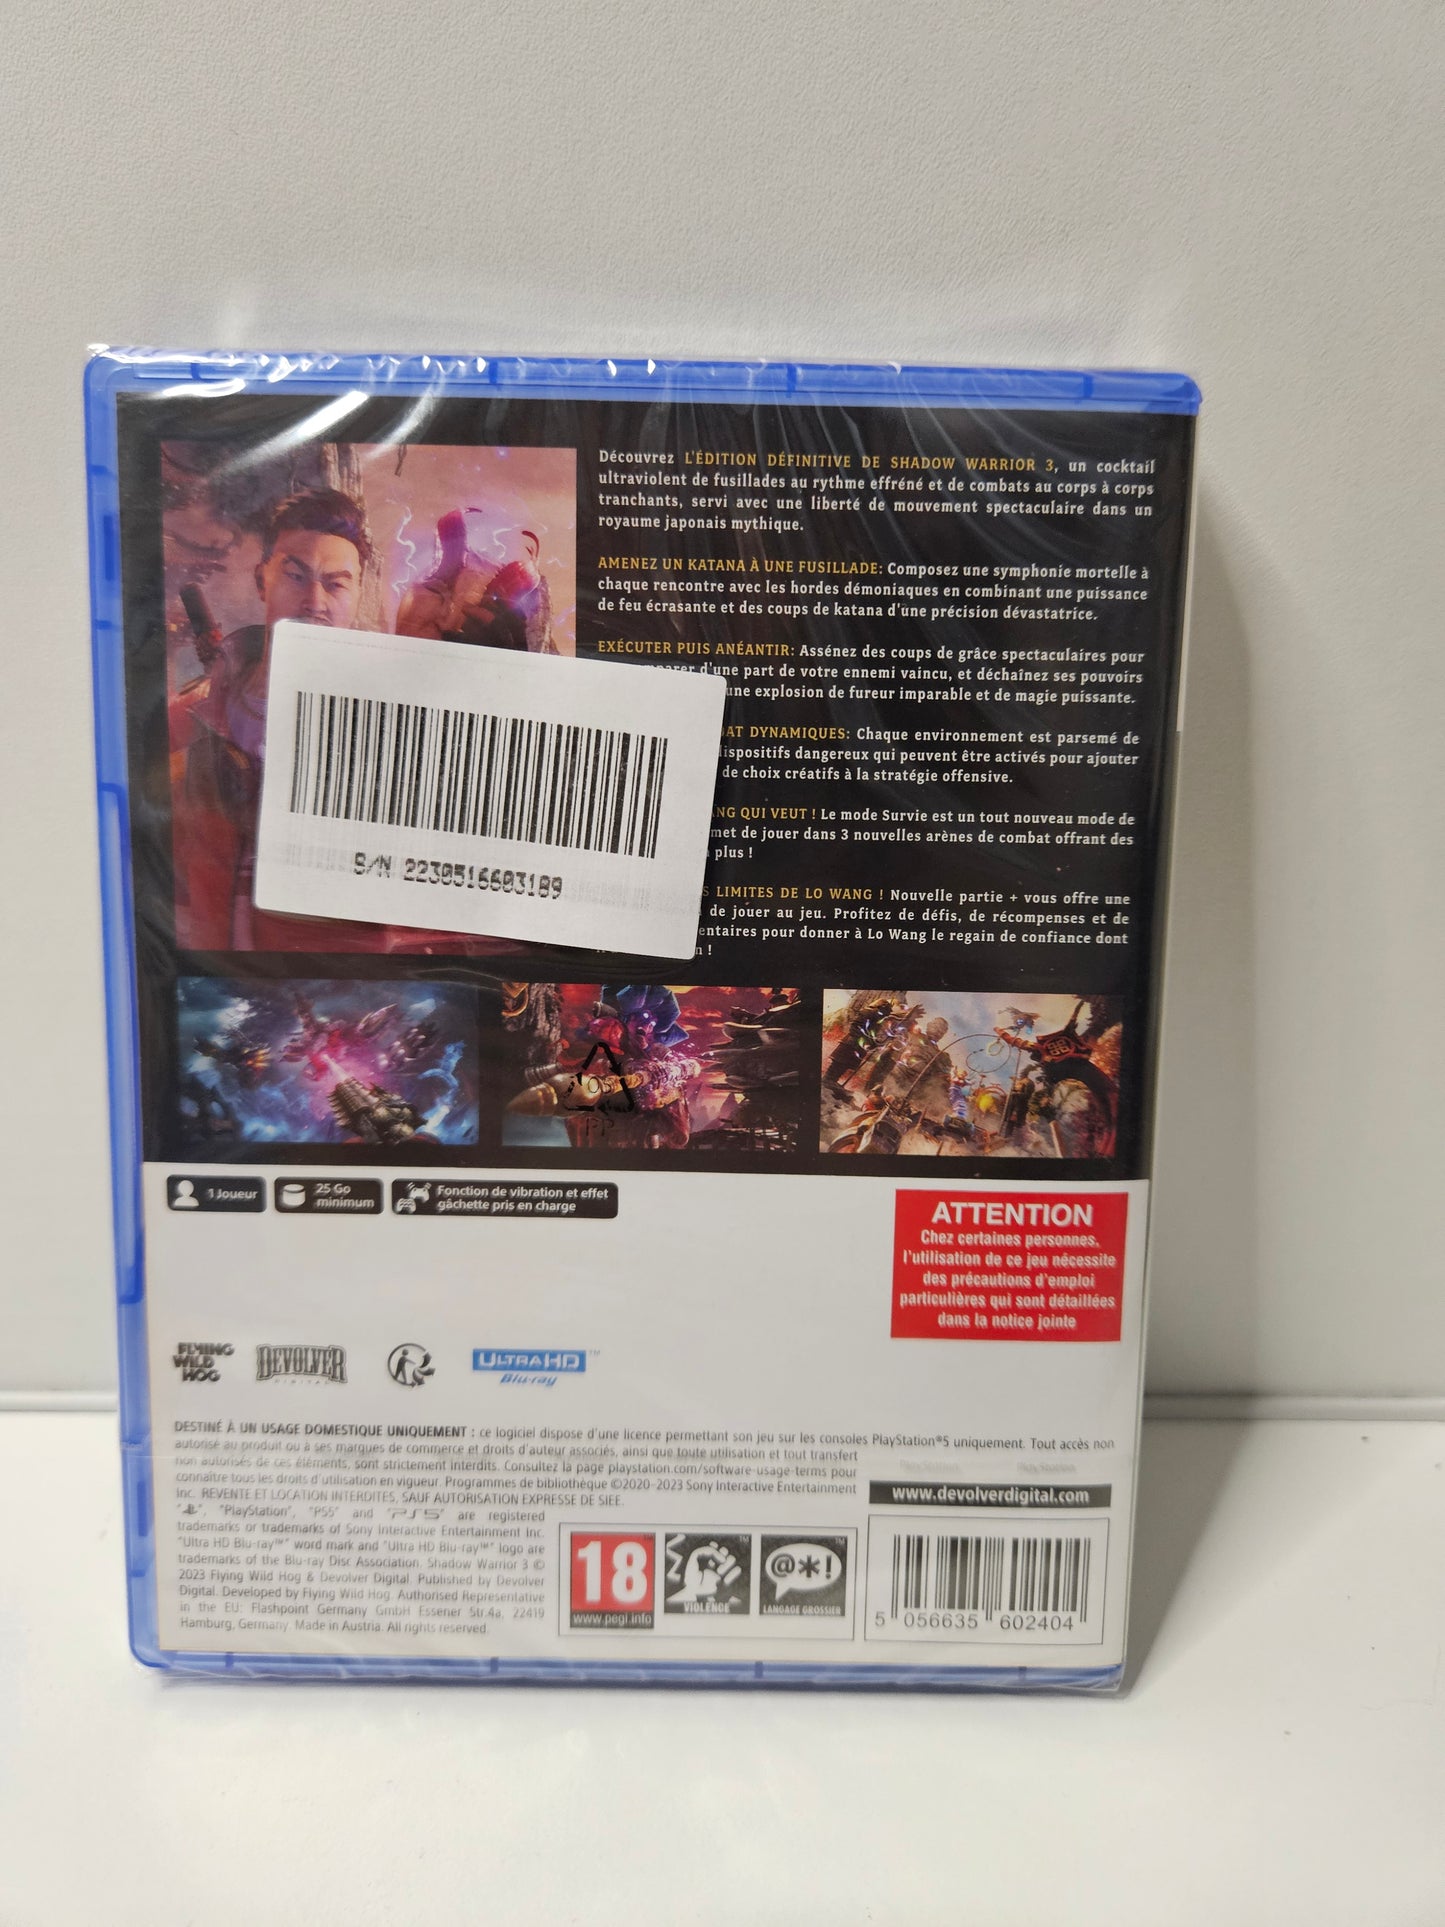 Découvrez L'ÉDITION DÉFINITIVE DE SHADOW WARRIOR 3, un cocktail
ultraviolent de fusillades au rythme effréné et de combats au corps à corps
tranchants, servi avec une liberté de mouvement spectaculaire dans un
royaume japonais mythique.
AMENEZ UN KATANA À UNE FUSILLADE: Composez une symphonie mortelle à
chaque rencontre avec les hordes démoniaques en combinant une puissance
de feu écrasante et des coups de katana d'une précision dévastatrice.
EXÉCUTER PUIS ANÉANTIR: Assénez des coups de grâce spectaculaires pour
d'une part de votre ennemi vaincu, et déchaînez ses pouvoirs
une explosion de fureur imparable et de magie puissante.
DYNAMIQUES: Chaque environnement est parsemé de
dispositifs dangereux qui peuvent être activés pour ajouter
de choix créatifs à la stratégie offensive.
QUI VEUT ! Le mode Survie est un tout nouveau mode de
de jouer dans 3 nouvelles arènes de combat offrant des
plus !
LIMITES DE LO WANG ! Nouvelle partie + vous offre une
de jouer au jeu. Profitez de défis, de récompenses et de
pour donner à Lo Wang le regain de confiance dont
!
S/N 2230516603189
05
PP
1 Joueur
25 Go
minimum
Fonction de vibration et effet
gâchette pris en charge
ATTENTION
Chez certaines personnes,
l'utilisation de ce jeu nécessite
des précautions d'emploi
particulières qui sont détaillées
dans la notice jointe
FLYING
WILD
HOG
DEVOLVER
DIGITAL
ULTRA HD™
Blu-ray
DESTINÉ À UN USAGE DOMESTIQUE UNIQUEMENT : ce logiciel dispose d'une licence permettant son jeu sur les consoles PlayStation®5 uniquement. Tout accès non
autorisé au produit ou à ses marques de commerce et droits d'auteur associés, ainsi que toute utilisation et tout transfert
non autorisés de ces éléments, sont strictement interdits. Consultez la page playstation.com/software-usage-terms pour
connaître tous les droits d'utilisation en vigueur. Programmes de bibliothèque ©2020-2023 Sony Interactive Entertainment
Inc. REVENTE ET LOCATION INTERDITES, SAUF AUTORISATION EXPRESSE DE SIEE.
"PlayStation", "PS5" and "PS5" are registered
trademarks or trademarks of Sony Interactive Entertainment Inc.
"Ultra HD Blu-ray™" word mark and "Ultra HD Blu-ray™" logo are
trademarks of the Blu-ray Disc Association. Shadow Warrior 3 ©
2023 Flying Wild Hog & Devolver Digital. Published by Devolver
Digital. Developed by Flying Wild Hog. Authorised Representative
in the EU: Flashpoint Germany GmbH Essener Str.4a, 22419
Hamburg, Germany. Made in Austria. All rights reserved.
PlayStation PlayStation
www.devolverdigital.com
18
www.pegi.info
VIOLENCE
@*!
LANGAGE GROSSIER
5 056635 602404